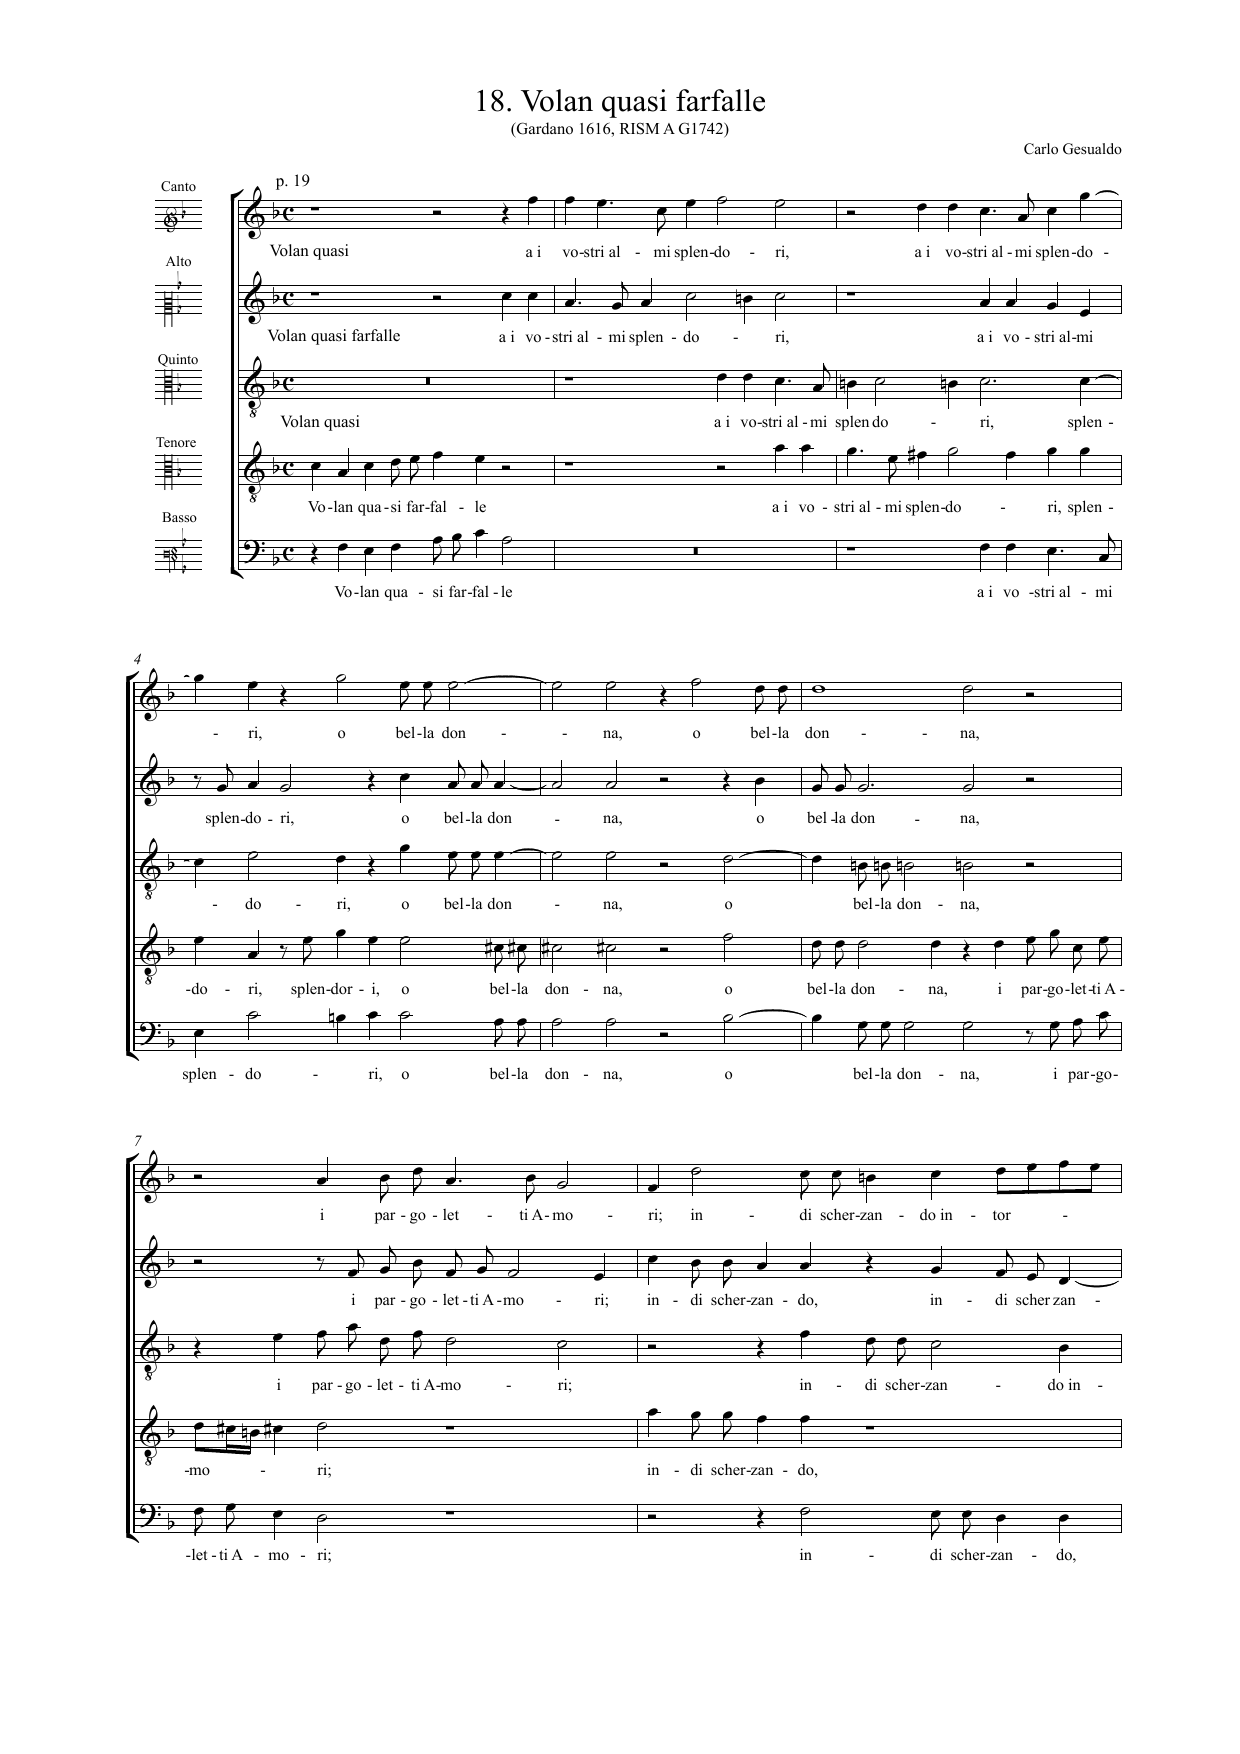 18. Volan quasi farfalle
(Gardano 1616, RISM A G1742)
Carlo Gesualdo
p. 19
Canto
Volan quasi a i vo-stri al - mi splen-do - ri, a i vo-stri al-mi splen-do -
Alto
Volan quasi farfalle a i vo-stri al - mi splen - do - ri, a i vo - stri al-mi
Quinto
Volan quasi a i vo-stri al-mi splen do - ri, splen -
Tenore
Vo-lan qua-si far-fal - le a i vo - stri al - mi splen-do - ri, splen -
Basso
Vo-lan qua - si far-fal-le a i vo -stri al - mi
4
- ri, o bel-la don - - na, o bel-la don - - na,
splen-do - ri, o bel-la don - na, o bel-la don - na,
- do - ri, o bel-la don - na, o bel-la don - na,
-do - ri, splen-dor - i, o bel-la don - na, o bel-la don - na, i par-go-let-ti A-
splen - do - ri, o bel-la don - na, o bel-la don - na, i par-go-
7
i par-go-let - ti A-mo - ri; in - di scher-zan - do in - tor - -
i par-go-let-ti A-mo - ri; in - di scher-zan - do, in - di scher zan -
i par-go-let-ti A-mo - ri; in - di scher-zan - do in -
-mo - ri; in - di scher-zan - do,
-let-ti A - mo - ri; in - di scher-zan - do,